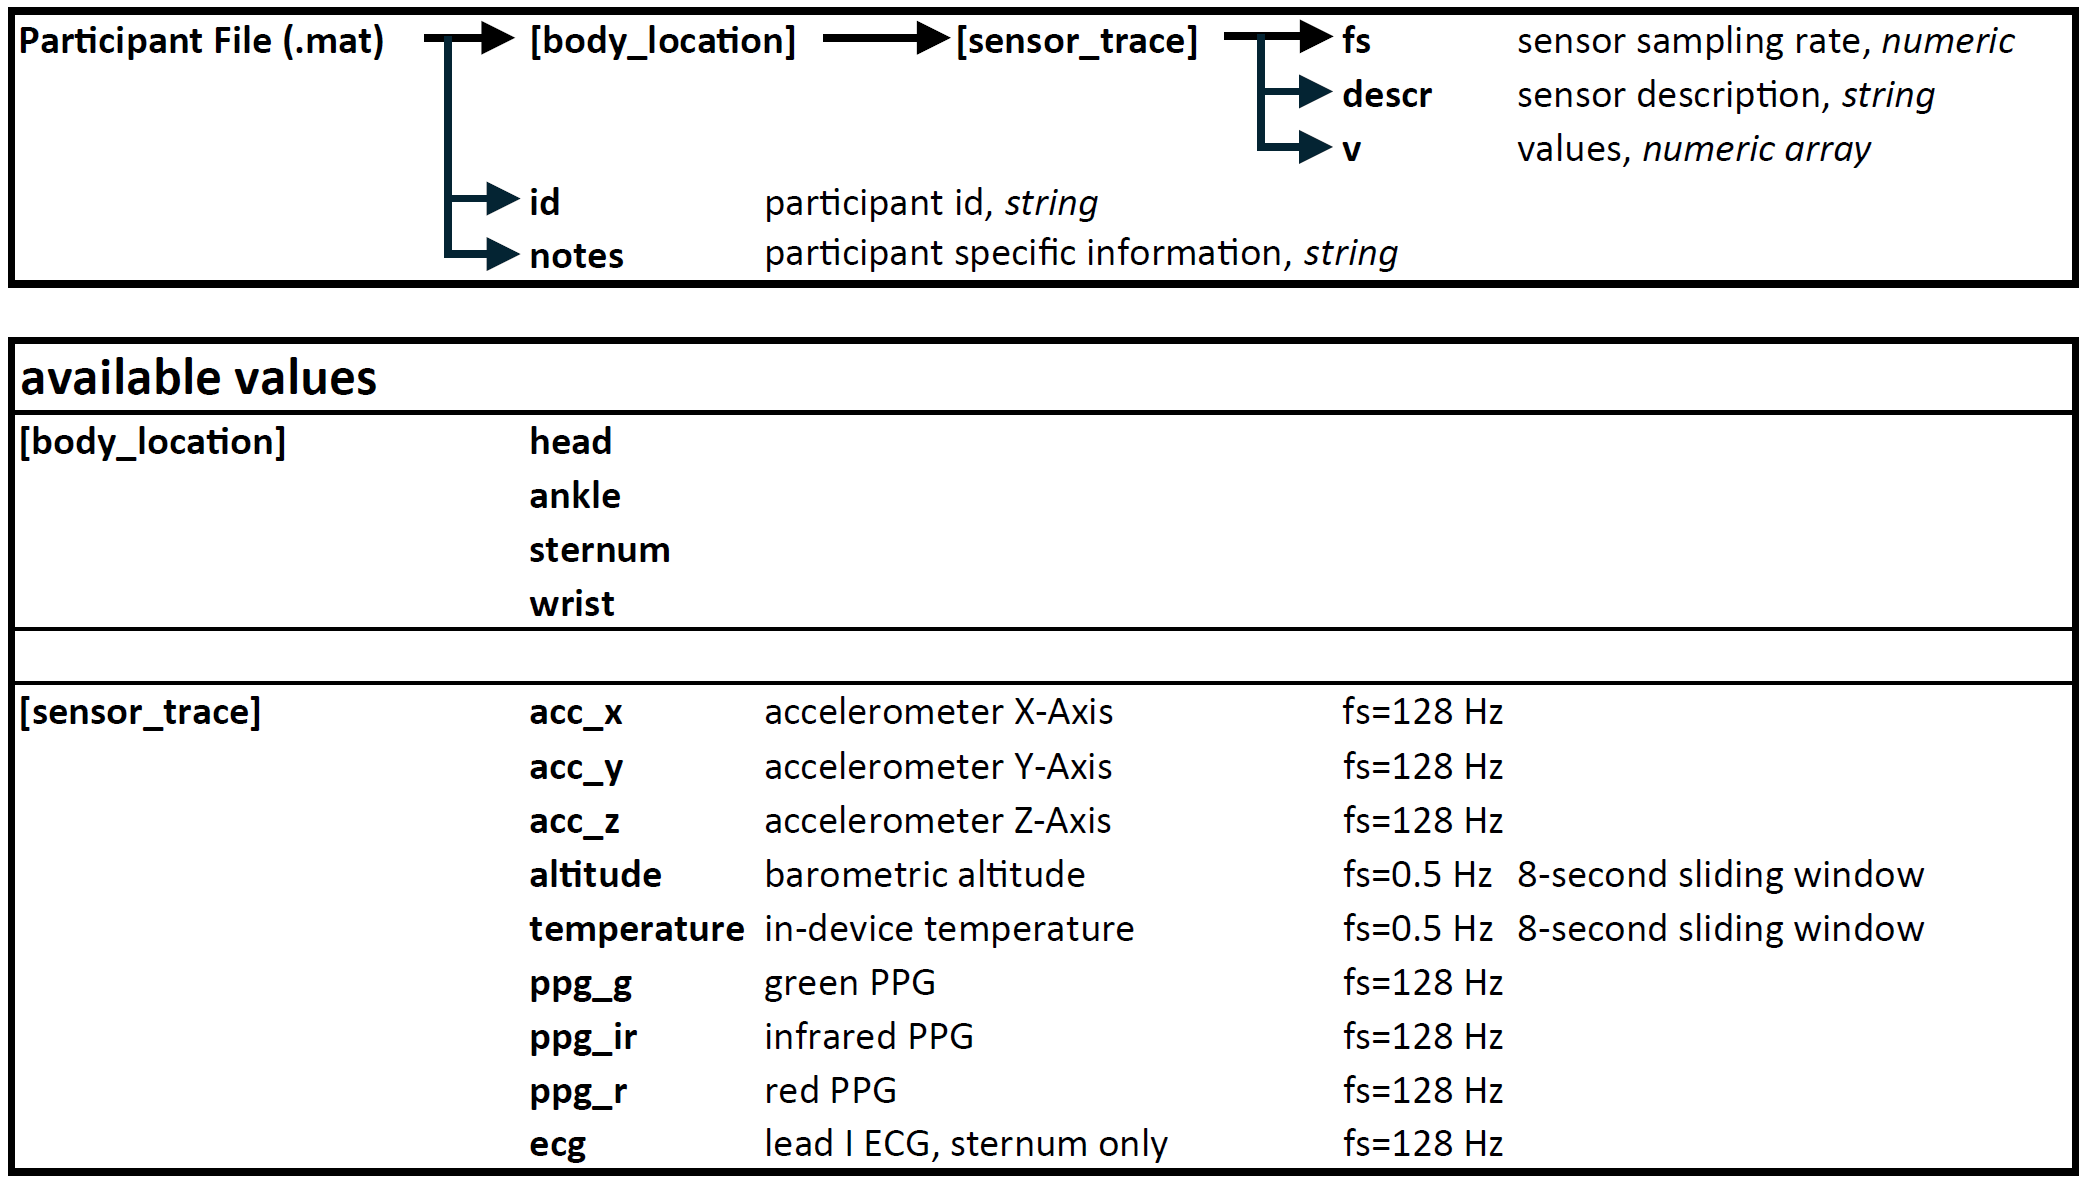 Participant File (.mat) [body_location] [sensor_trace] fs sensor sampling rate, numeric
descr sensor description, string
v values, numeric array
id participant id, string
notes participant specific information, string
available values
[body_location] head
ankle
sternum
wrist
[sensor_trace] acc_x accelerometer X-Axis fs=128 Hz
acc_y accelerometer Y-Axis fs=128 Hz
acc_z accelerometer Z-Axis fs=128 Hz
altitude barometric altitude fs=0.5 Hz 8-second sliding window
temperature in-device temperature fs=0.5 Hz 8-second sliding window
ppg_g green PPG fs=128 Hz
ppg_ir infrared PPG fs=128 Hz
ppg_r red PPG fs=128 Hz
ecg lead I ECG, sternum only fs=128 Hz